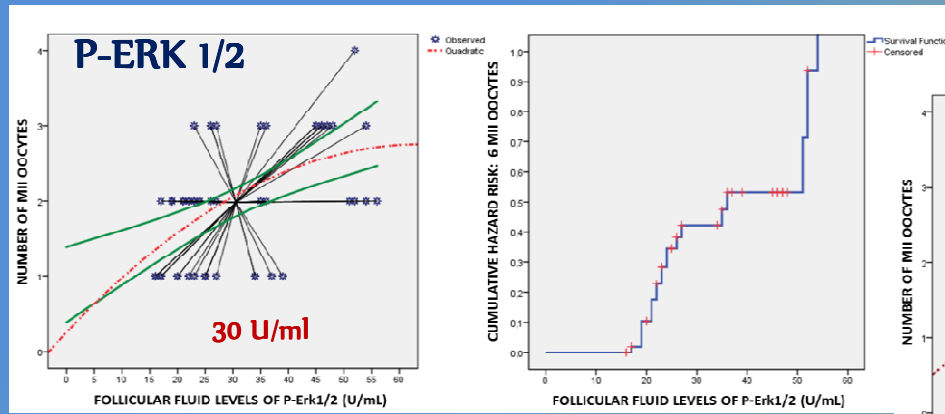 P-ERK 1/2
Observed
Quadratic
4
3
2
1
0
NUMBER OF MII OOCYTES
30 U/ml
0 5 10 15 20 25 30 35 40 45 50 55 60
FOLLICULAR FLUID LEVELS OF P-Erk1/2 (U/mL)
Survival Functi
Censored
1.0
0.9
0.8
0.7
0.6
0.5
0.4
0.3
0.2
0.1
0.0
CUMULATIVE HAZARD RISK: 6 MII OOCYTES
0 10 20 30 40 50 60
FOLLICULAR FLUID LEVELS OF P-Erk1/2 (U/mL)
4
3
2
1
NUMBER OF MII OOCYTES